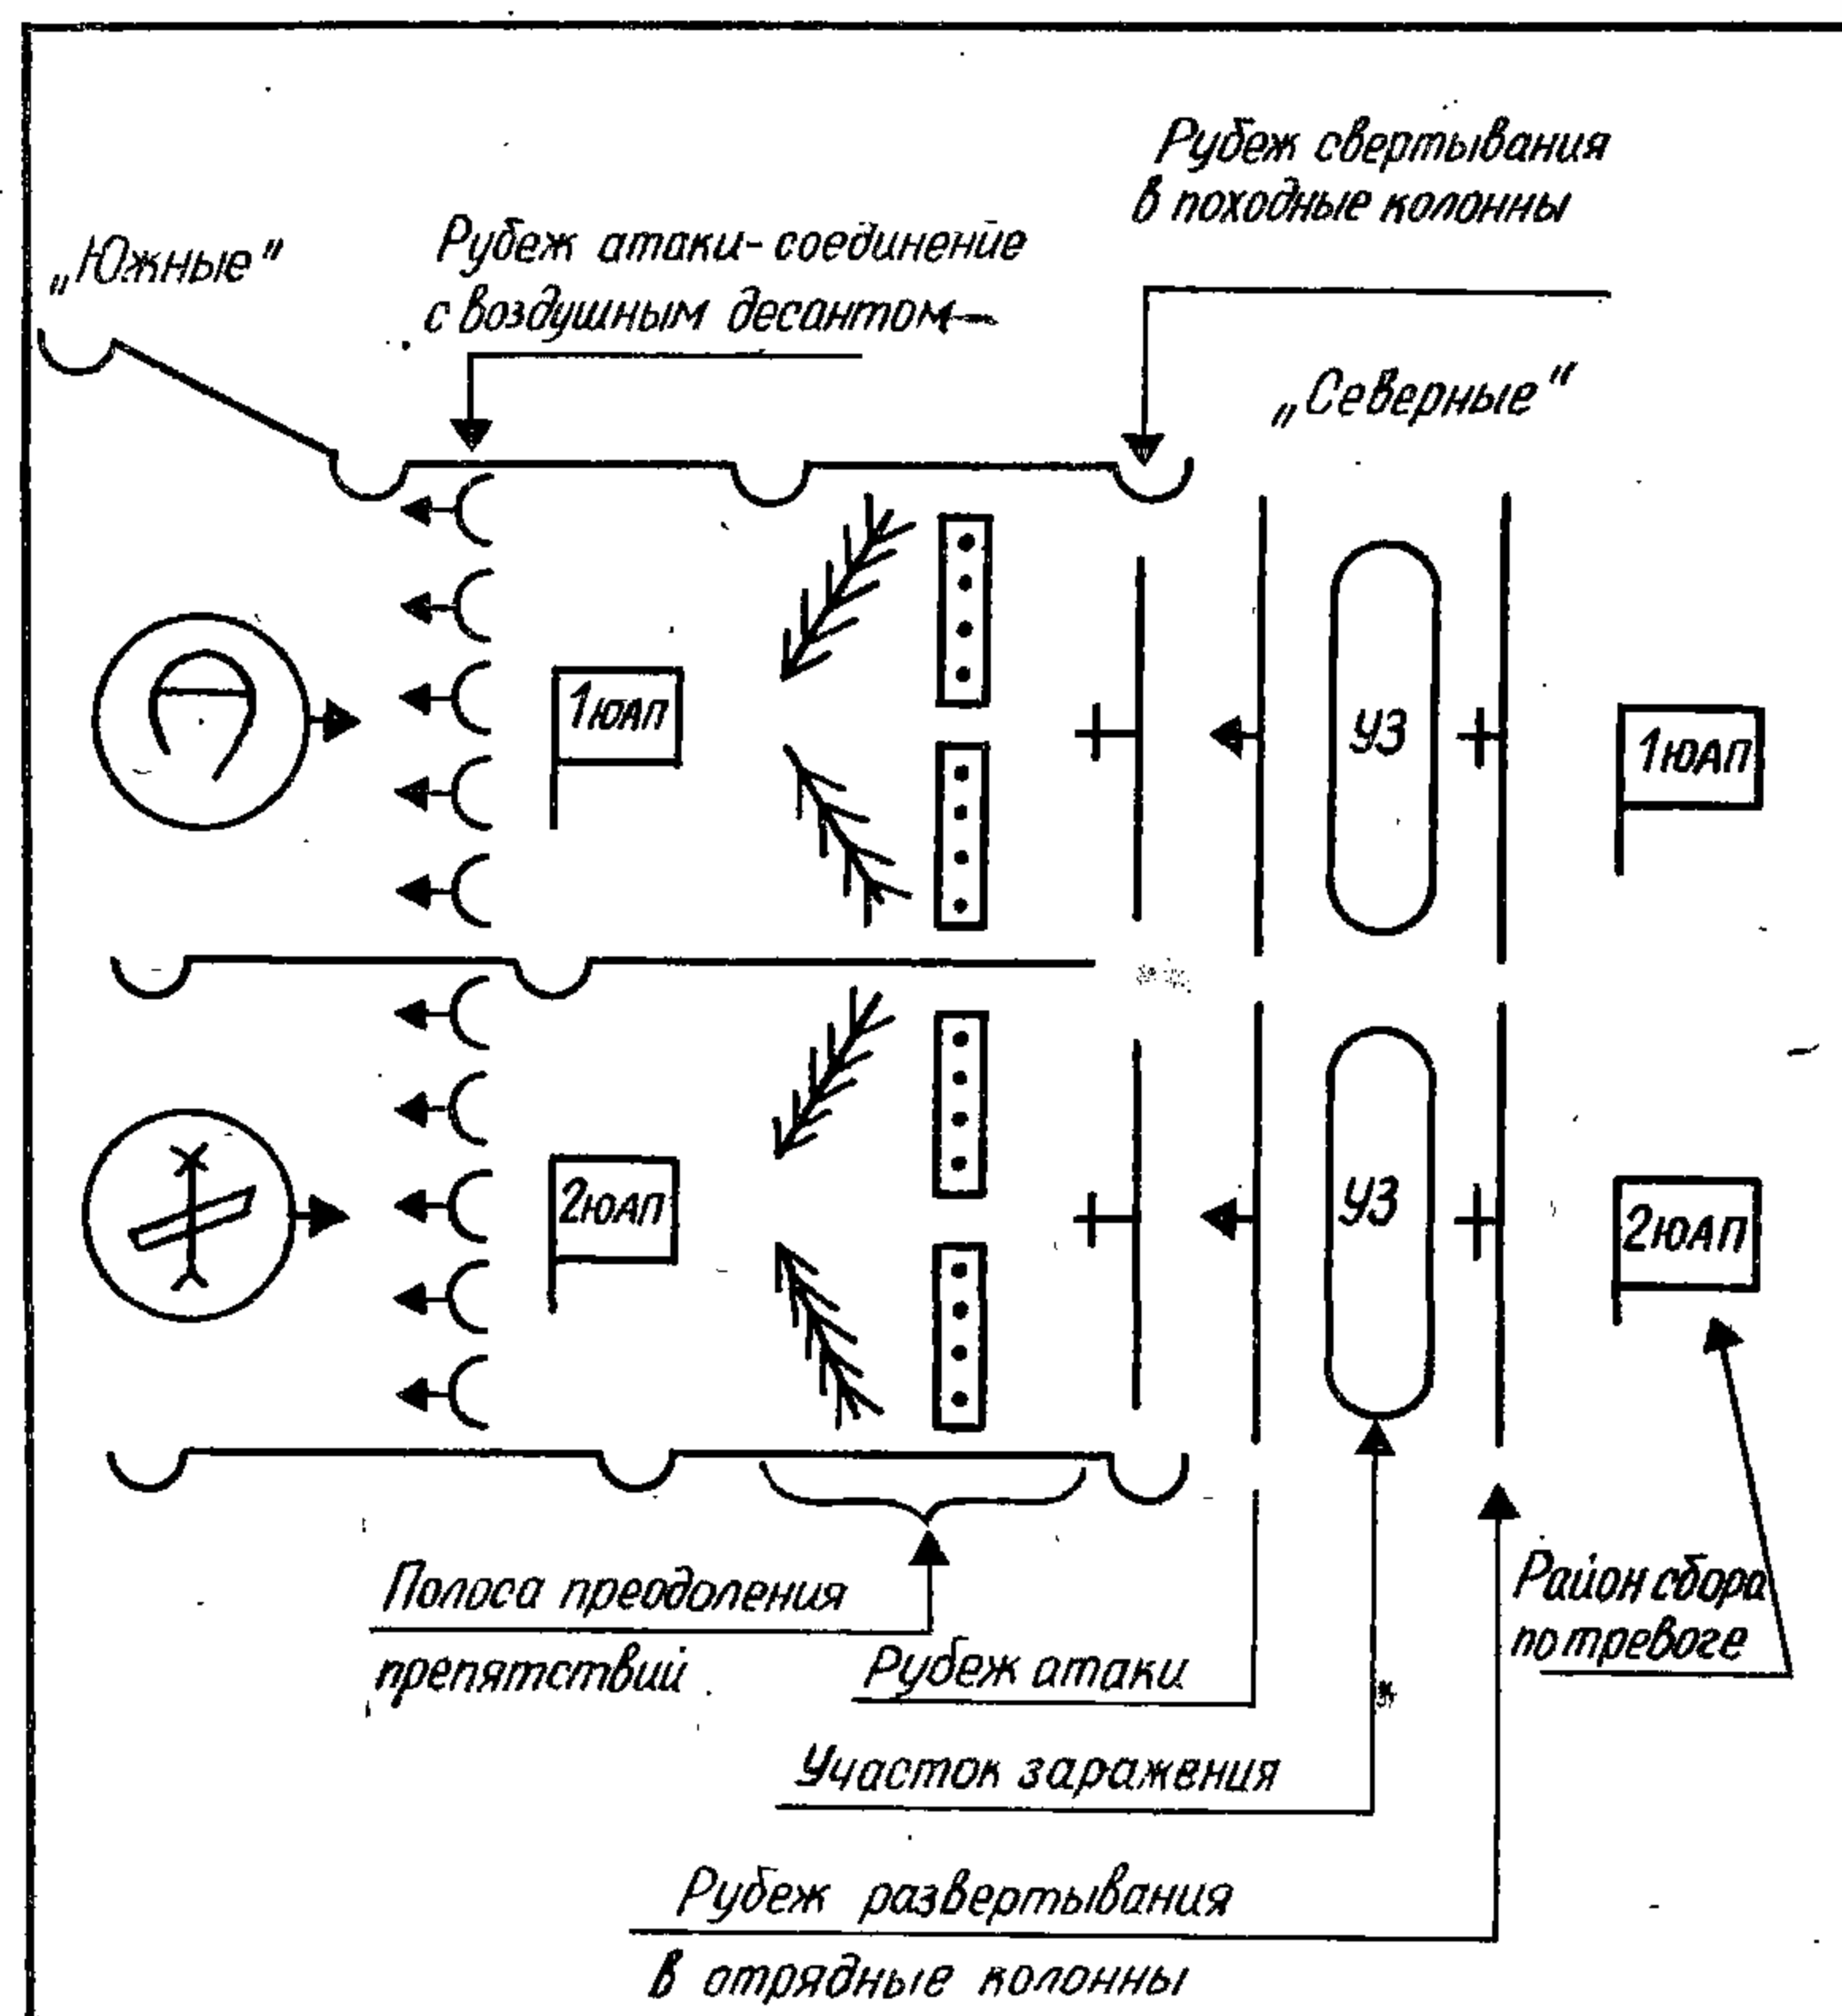 Рубеж свертывания
в походные колонны
„Южные“
Рубеж атаки-соединение
с воздушным десантом
„Северные“
1ЮАП
УЗ
1ЮАП
2ЮАП
УЗ
2ЮАП
Полоса преодоления
препятствий
Рубеж атаки
Район сбора
по тревоге
Участок заражения
Рубеж развертывания
в отрядные колонны